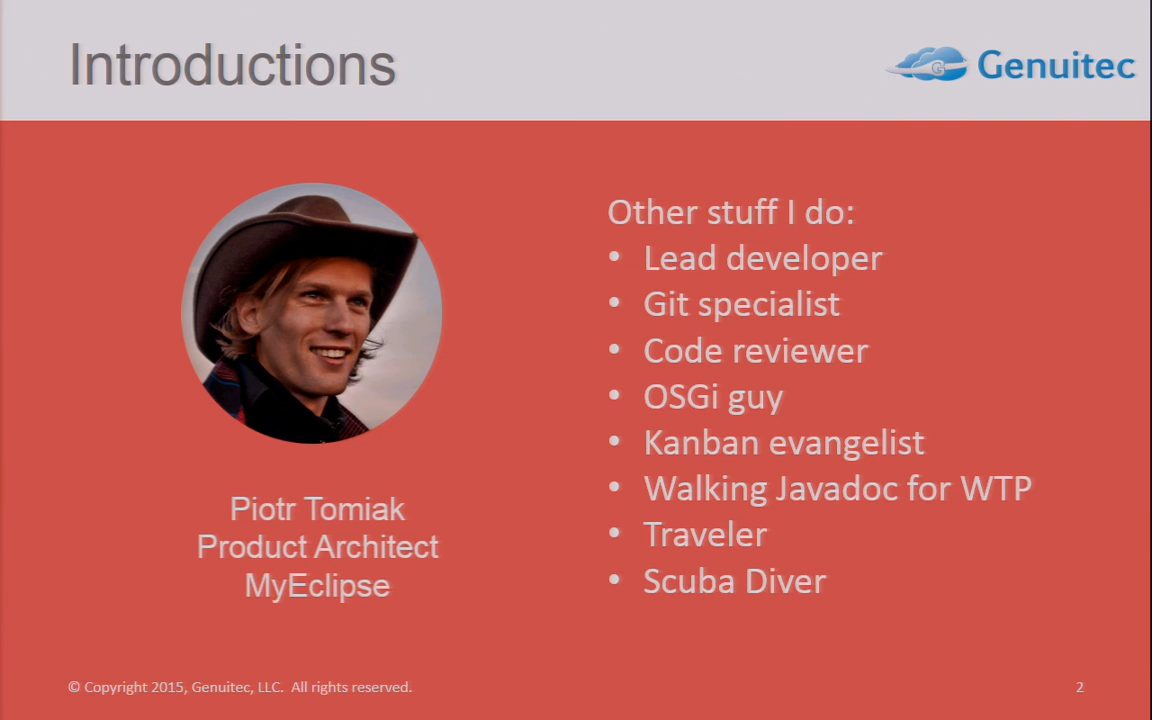 Introductions
Genuitec
Other stuff I do:
• Lead developer
• Git specialist
• Code reviewer
• OSGi guy
• Kanban evangelist
• Walking Javadoc for WTP
• Traveler
• Scuba Diver
Piotr Tomiak
Product Architect
MyEclipse
© Copyright 2015, Genuitec, LLC. All rights reserved.
2